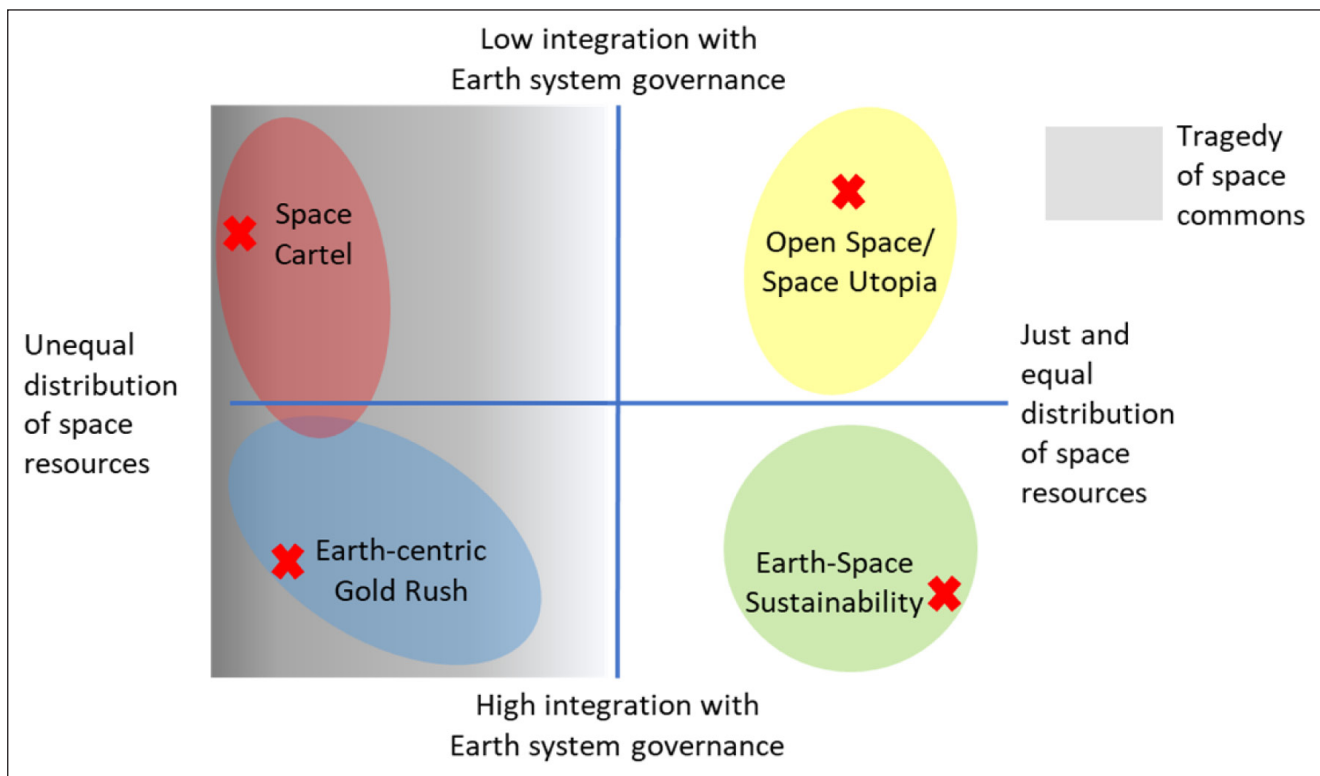 Low integration with
Earth system governance
Tragedy
of space
commons
Space
Cartel
Open Space/
Space Utopia
Unequal
distribution
of space
resources
Just and
equal
distribution
of space
resources
Earth-centric
Gold Rush
Earth-Space
Sustainability
High integration with
Earth system governance